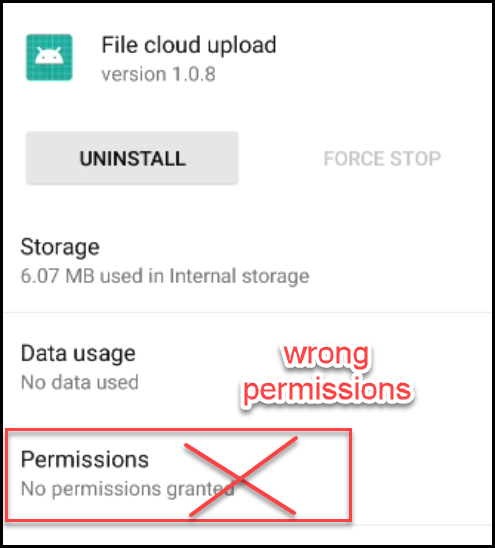 File cloud upload
version 1.0.8
UNINSTALL
FORCE STOP
Storage
6.07 MB used in Internal storage
Data usage
No data used
wrong
permissions
Permissions
No permissions granted